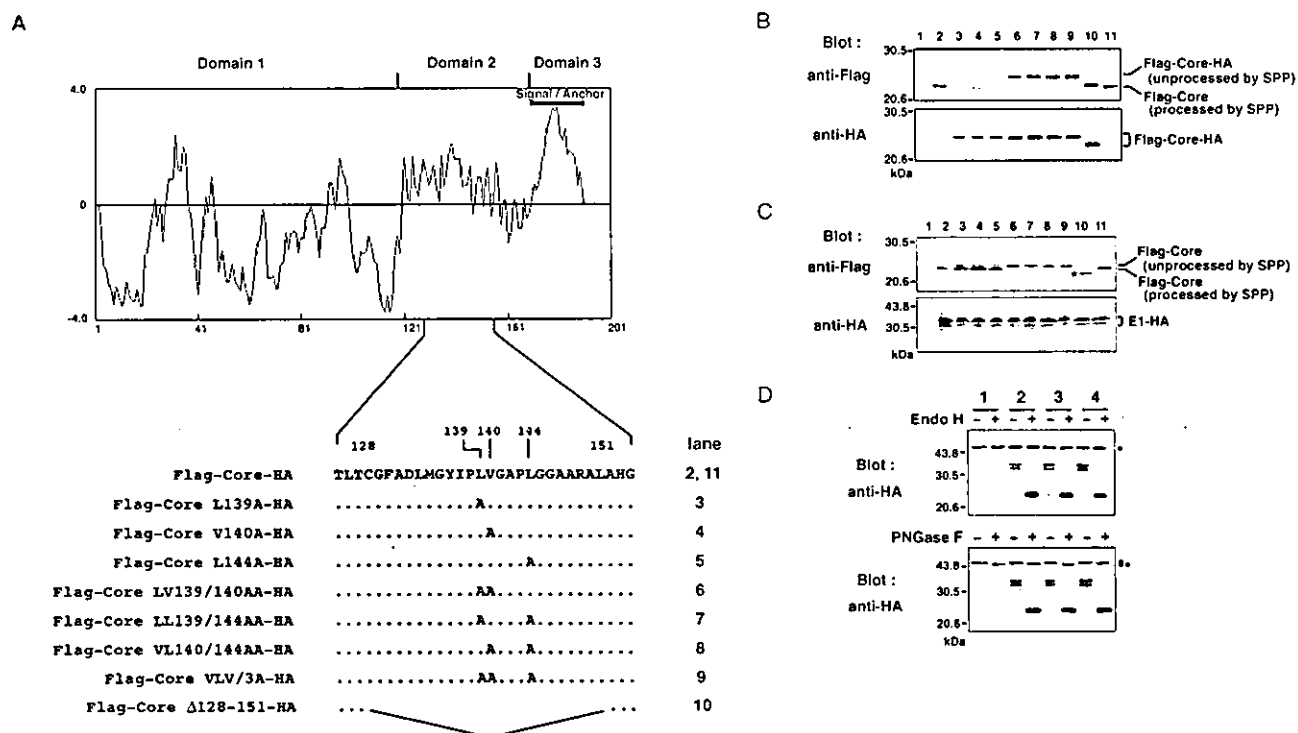 A
Domain 1 Domain 2 Domain 3
Signal / Anchor
4.0
0
-4.0
1 41 81 121 161 201
139 140 144
128 151 lane
Flag-Core-HA TLTCGFADLMGYIPLVGAPLGGAARALAHG 2, 11
Flag-Core L139A-HA ..............A............... 3
Flag-Core V140A-HA ...............A.............. 4
Flag-Core L144A-HA ...................A.......... 5
Flag-Core LV139/140AA-HA ..............AA.............. 6
Flag-Core LL139/144AA-HA ..............A....A.......... 7
Flag-Core VL140/144AA-HA ...............A...A.......... 8
Flag-Core VLV/3A-HA ..............AA...A.......... 9
Flag-Core Δ128-151-HA ... ... 10
B
1 2 3 4 5 6 7 8 9 10 11
Blot :
30.5-
anti-Flag
20.6-
Flag-Core-HA
(unprocessed by SPP)
Flag-Core
(processed by SPP)
anti-HA
20.6-
kDa
Flag-Core-HA
C
1 2 3 4 5 6 7 8 9 10 11
Blot :
30.5-
anti-Flag
20.6-
*
Flag-Core
(unprocessed by SPP)
Flag-Core
(processed by SPP)
43.8-
anti-HA
30.5-
kDa
E1-HA
D
1 2 3 4
Endo H - + - + - + - +
43.8-
Blot :
30.5-
anti-HA
20.6-
PNGase F - + - + - + - +
43.8-
Blot :
30.5-
anti-HA
20.6-
kDa